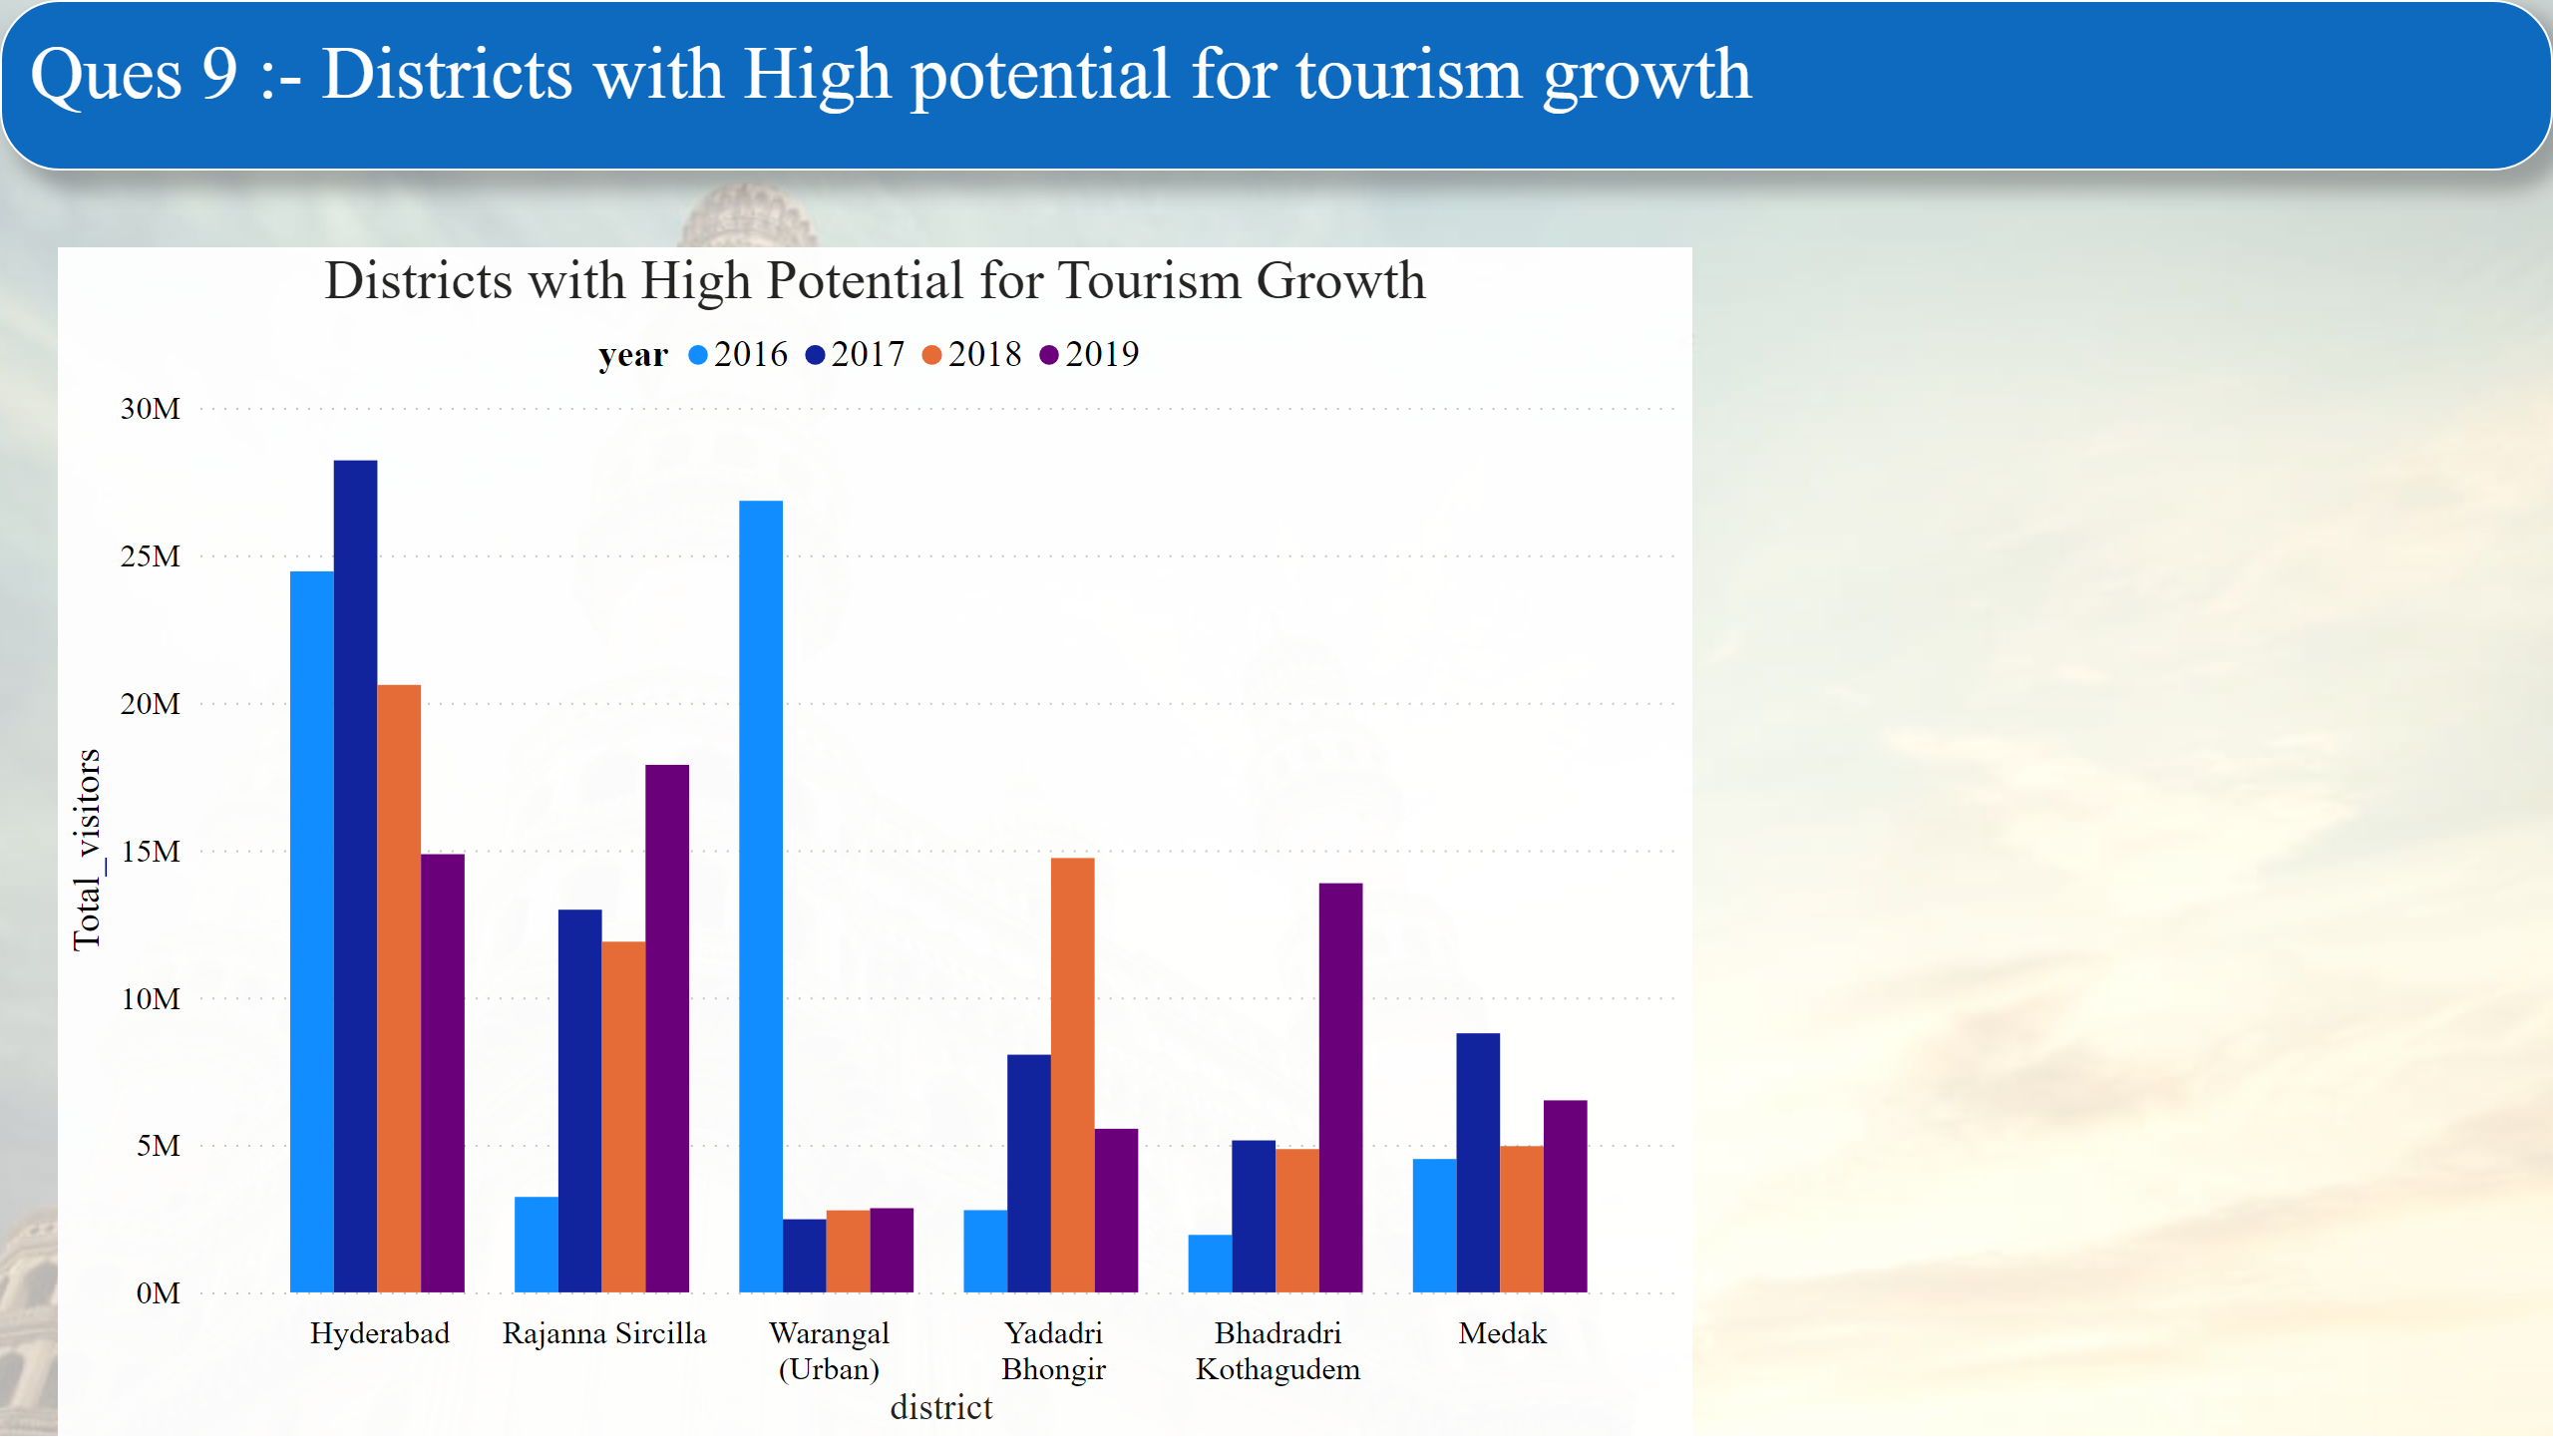 Ques 9 :- Districts with High potential for tourism growth
Districts with High Potential for Tourism Growth
year 2016 2017 2018 2019
30M
25M
20M
15M
10M
5M
0M
Total_visitors
Hyderabad
Rajanna Sircilla
Warangal
(Urban)
Yadadri
Bhongir
Bhadradri
Kothagudem
Medak
district